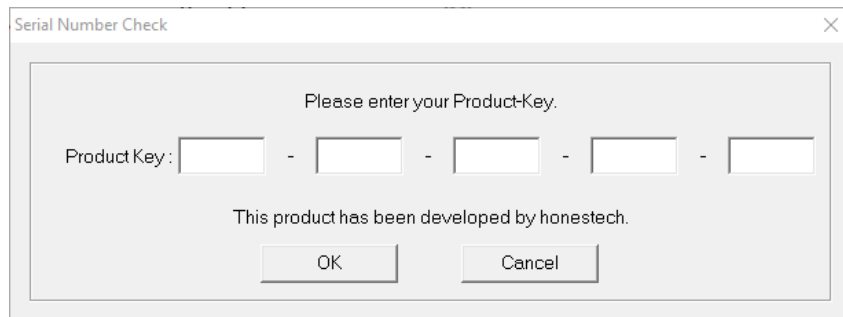 Serial Number Check
Please enter your Product-Key.
Product Key : - - - -
This product has been developed by honestech.
OK Cancel